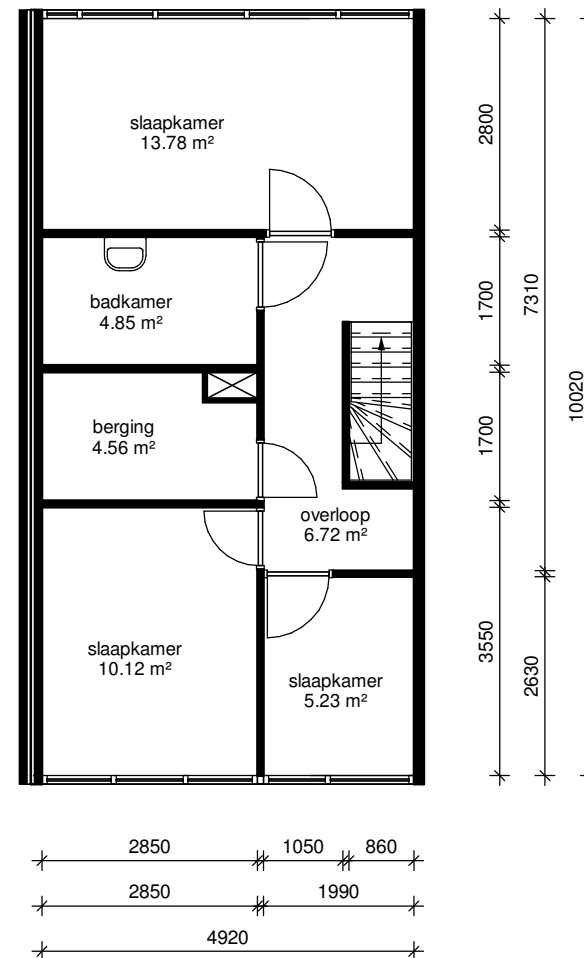 slaapkamer
13.78 m²
2800
badkamer
4.85 m²
1700
7310
10020
berging
4.56 m²
1700
overloop
6.72 m²
slaapkamer
10.12 m²
3550
slaapkamer
5.23 m²
2630
2850 1050 860
2850 1990
4920